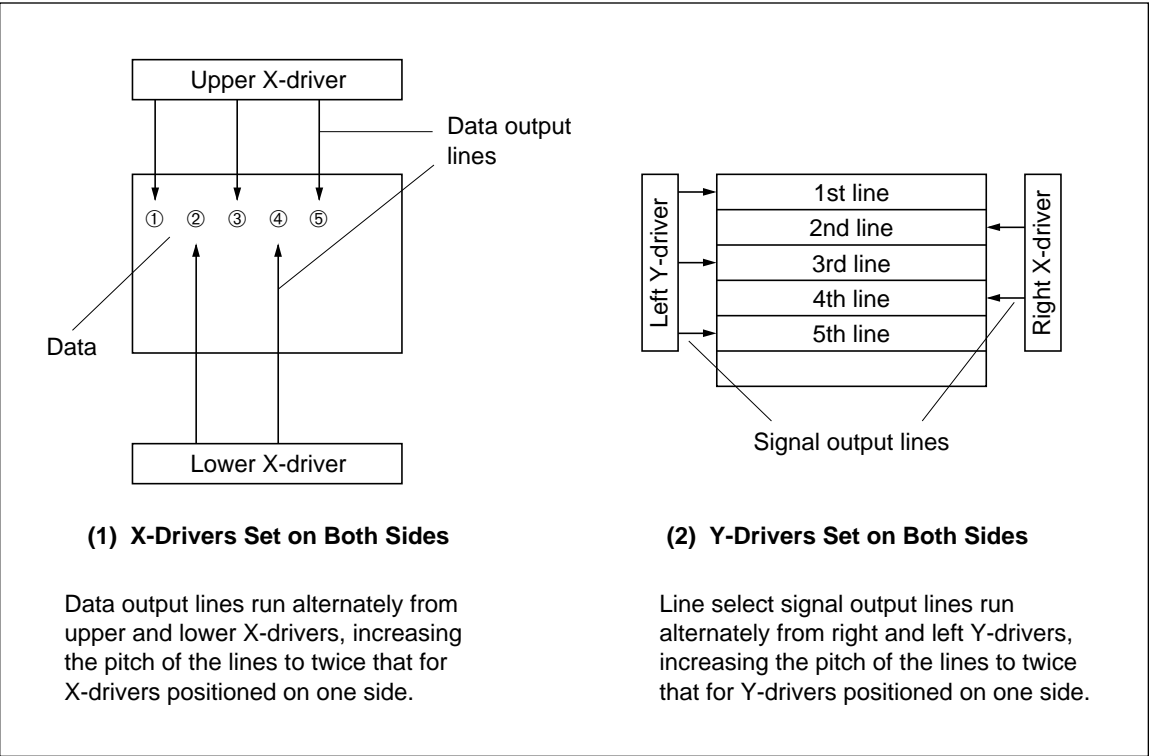 Upper X-driver
Data output
lines
① ② ③ ④ ⑤
Data
Lower X-driver
(1) X-Drivers Set on Both Sides
Data output lines run alternately from
upper and lower X-drivers, increasing
the pitch of the lines to twice that for
X-drivers positioned on one side.
Left Y-driver
1st line
2nd line
3rd line
4th line
5th line
Right X-driver
Signal output lines
(2) Y-Drivers Set on Both Sides
Line select signal output lines run
alternately from right and left Y-drivers,
increasing the pitch of the lines to twice
that for Y-drivers positioned on one side.